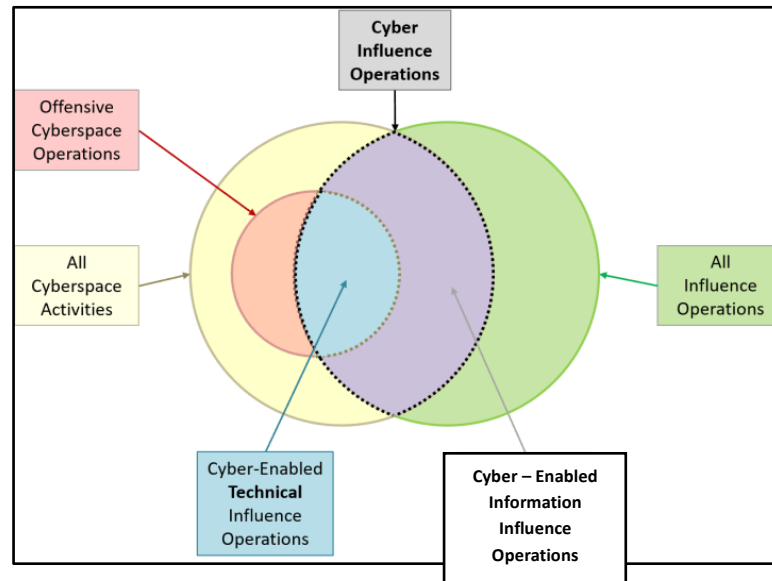 Cyber
Influence
Operations
Offensive
Cyberspace
Operations
All
Cyberspace
Activities
All
Influence
Operations
Cyber-Enabled
Technical
Influence
Operations
Cyber – Enabled
Information
Influence
Operations